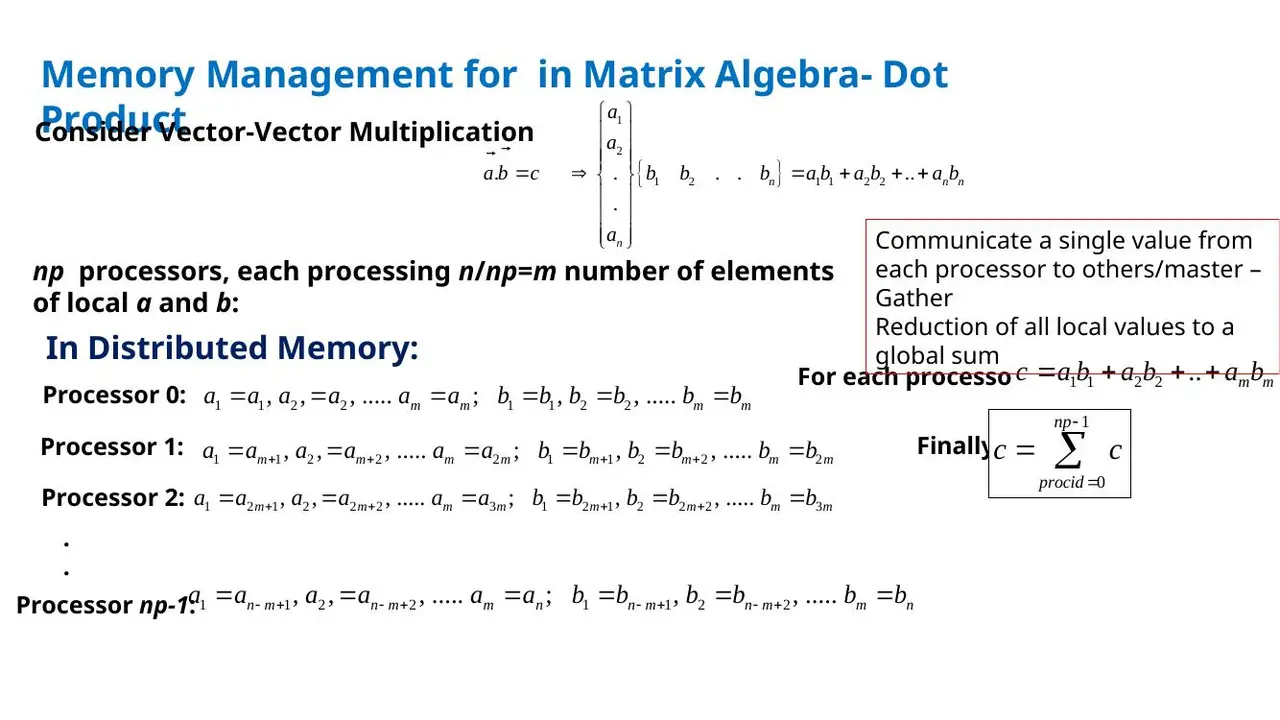 Memory Management for  in Matrix Algebra- Dot
Product
Consider Vector-Vector Multiplication
a⃗.b⃗ = c ⇒ {a₁ a₂ . . aₙ} {b₁ b₂ . . bₙ} = a₁b₁ + a₂b₂ + .. + aₙbₙ
np  processors, each processing n/np=m number of elements
of local a and b:
Communicate a single value from
each processor to others/master –
Gather
Reduction of all local values to a
global sum
In Distributed Memory:
For each processo c = a₁b₁ + a₂b₂ + .. + aₘbₘ
Processor 0: a₁ = a₁, a₂, = a₂, ..... aₘ = aₘ; b₁ = b₁, b₂ = b₂, ..... bₘ = bₘ
Processor 1: a₁ = aₘ₊₁, a₂, = aₘ₊₂, ..... aₘ = a₂ₘ; b₁ = bₘ₊₁, b₂ = bₘ₊₂, ..... bₘ = b₂ₘ
Finally c = ∑ c
np-1
procid=0
Processor 2: a₁ = a₂ₘ₊₁, a₂, = a₂ₘ₊₂, ..... aₘ = a₃ₘ; b₁ = b₂ₘ₊₁, b₂ = b₂ₘ₊₂, ..... bₘ = b₃ₘ
.
.
Processor np-1: a₁ = aₙ₋ₘ₊₁, a₂, = aₙ₋ₘ₊₂, ..... aₘ = aₙ; b₁ = bₙ₋ₘ₊₁, b₂ = bₙ₋ₘ₊₂, ..... bₘ = bₙ